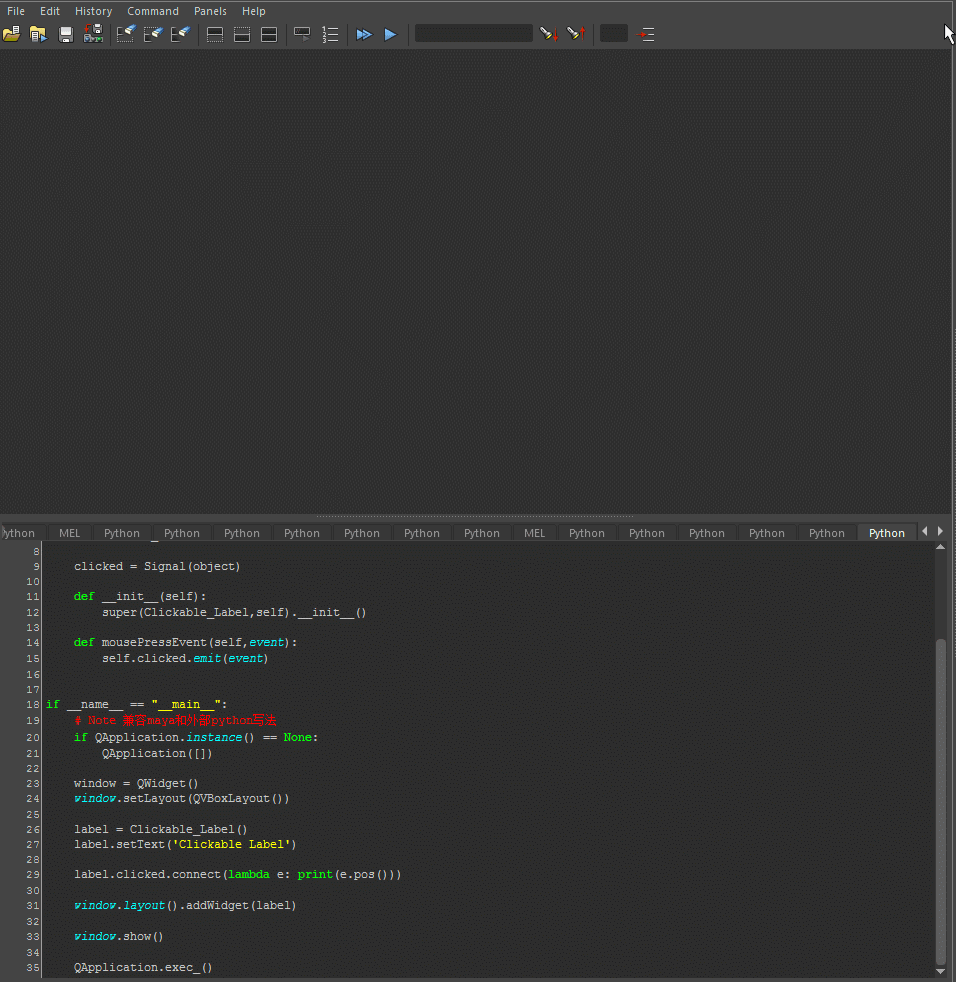 File Edit History Command Panels Help
ython MEL Python Python Python Python Python Python Python MEL Python Python Python Python Python Python
8
9 clicked = Signal(object)
10
11 def __init__(self):
12 super(Clickable_Label,self).__init__()
13
14 def mousePressEvent(self,event):
15 self.clicked.emit(event)
16
17
18 if __name__ == "__main__":
19 # Note 兼容maya和外部python写法
20 if QApplication.instance() == None:
21 QApplication([])
22
23 window = QWidget()
24 window.setLayout(QVBoxLayout())
25
26 label = Clickable_Label()
27 label.setText('Clickable Label')
28
29 label.clicked.connect(lambda e: print(e.pos()))
30
31 window.layout().addWidget(label)
32
33 window.show()
34
35 QApplication.exec_()